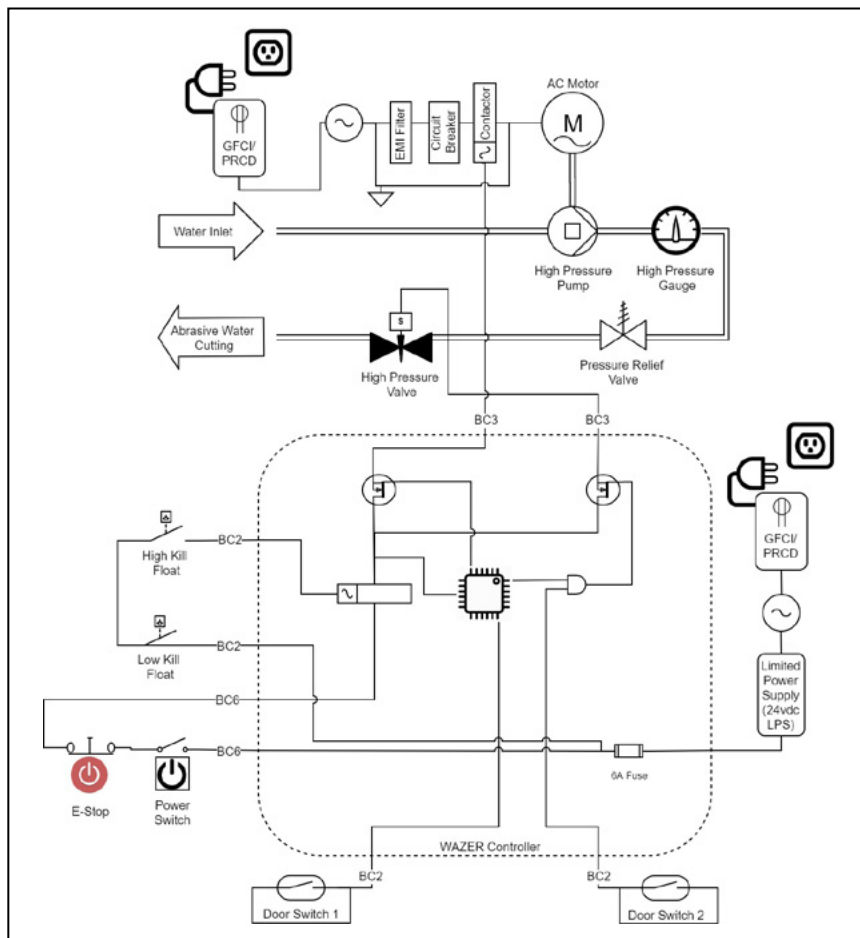 AC Motor
M
GFCI/
PRCD
EMI Filter
Circuit
Breaker
Contactor
Water Inlet
High Pressure
Pump
High Pressure
Gauge
Abrasive Water
Cutting
S
High Pressure
Valve
Pressure Relief
Valve
BC3
BC3
GFCI/
PRCD
High Kill
Float
BC2
Low Kill
Float
BC2
Limited
Power
Supply
(24vdc
LPS)
BC6
BC6
6A Fuse
E-Stop
Power
Switch
WAZER Controller
BC2
BC2
Door Switch 1
Door Switch 2